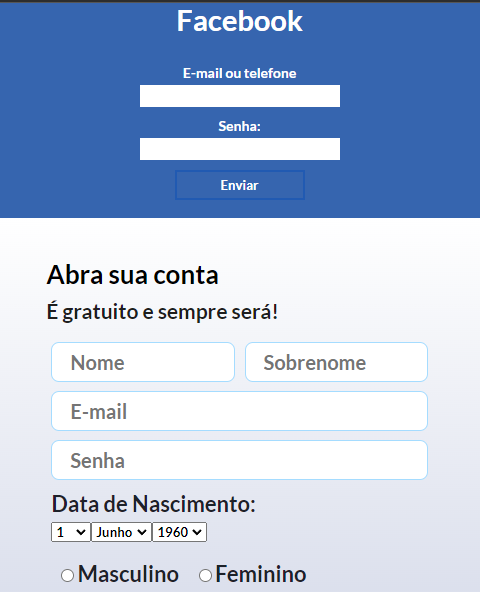 Facebook
E-mail ou telefone
Senha:
Enviar
Abra sua conta
É gratuito e sempre será!
Nome Sobrenome
E-mail
Senha
Data de Nascimento:
1 Junho 1960
Masculino Feminino